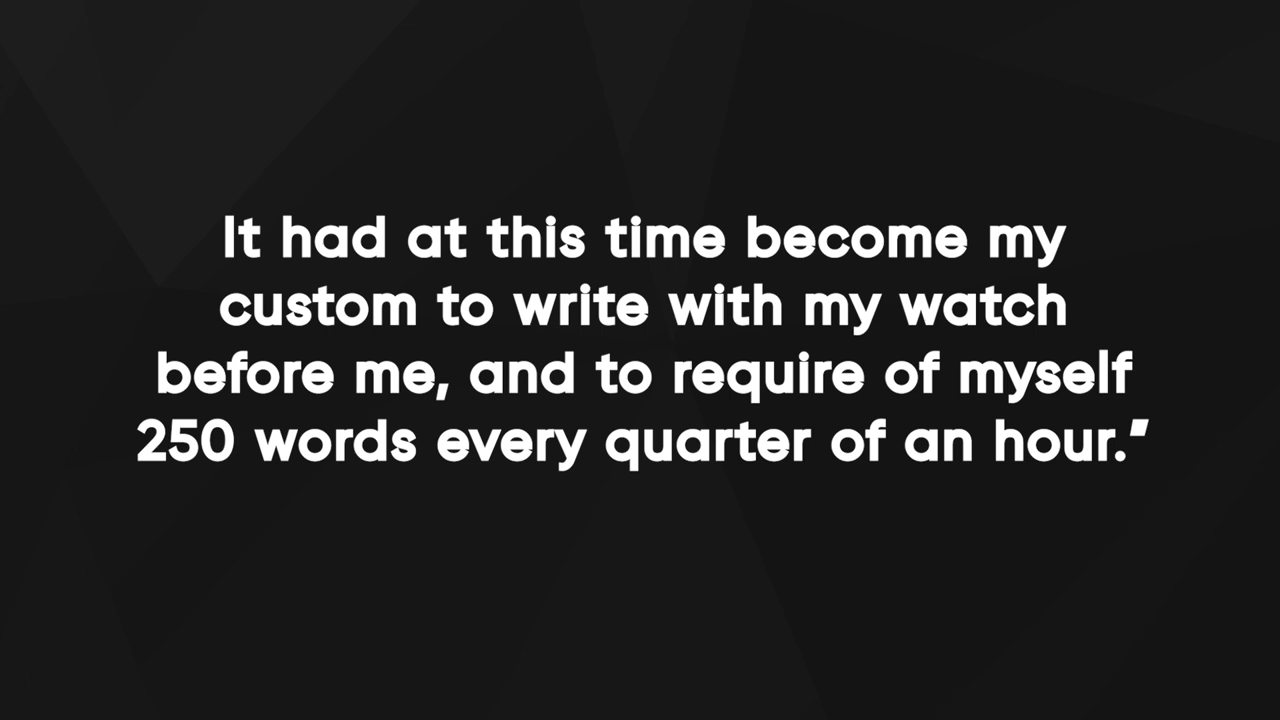 It had at this time become my
custom to write with my watch
before me, and to require of myself
250 words every quarter of an hour.”